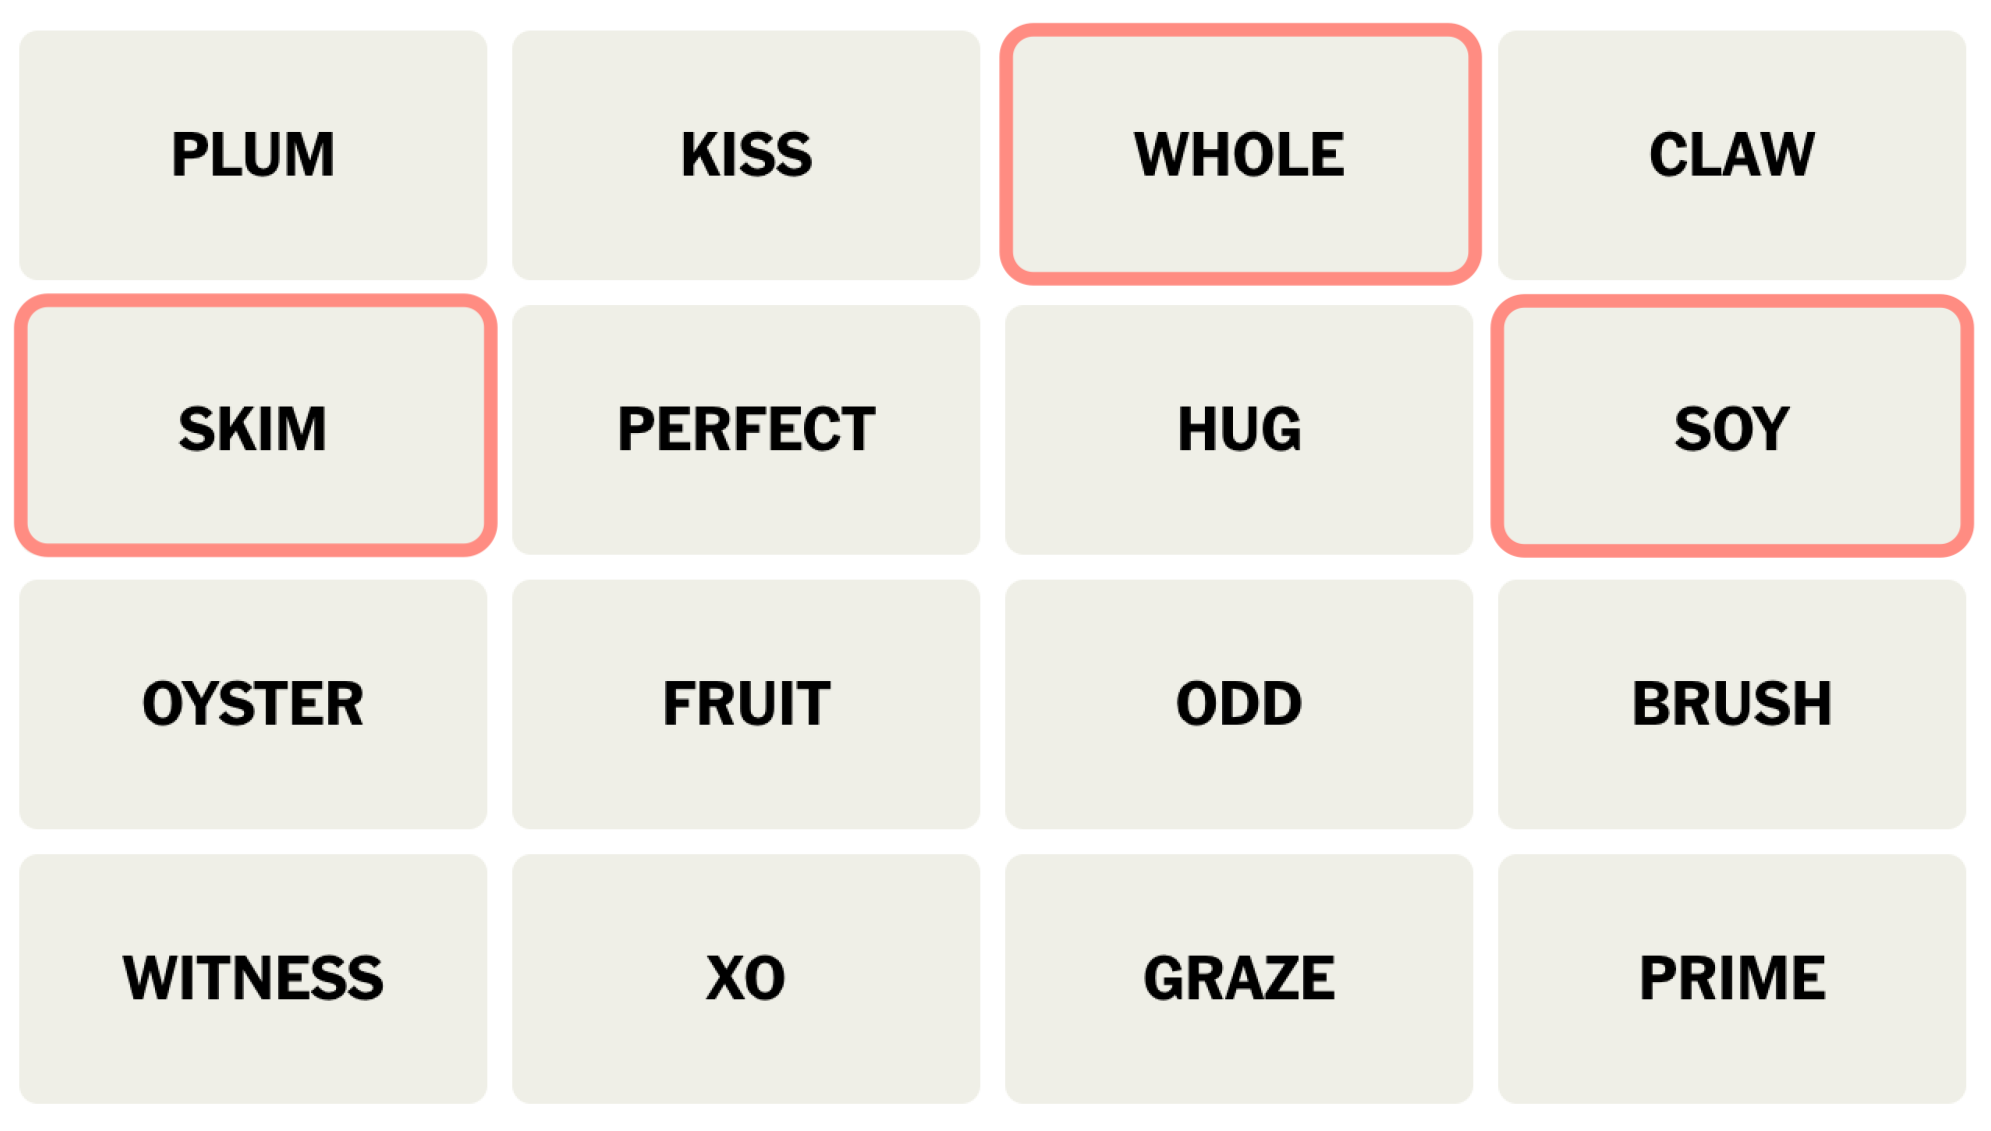 PLUM KISS WHOLE CLAW
SKIM PERFECT HUG SOY
OYSTER FRUIT ODD BRUSH
WITNESS XO GRAZE PRIME